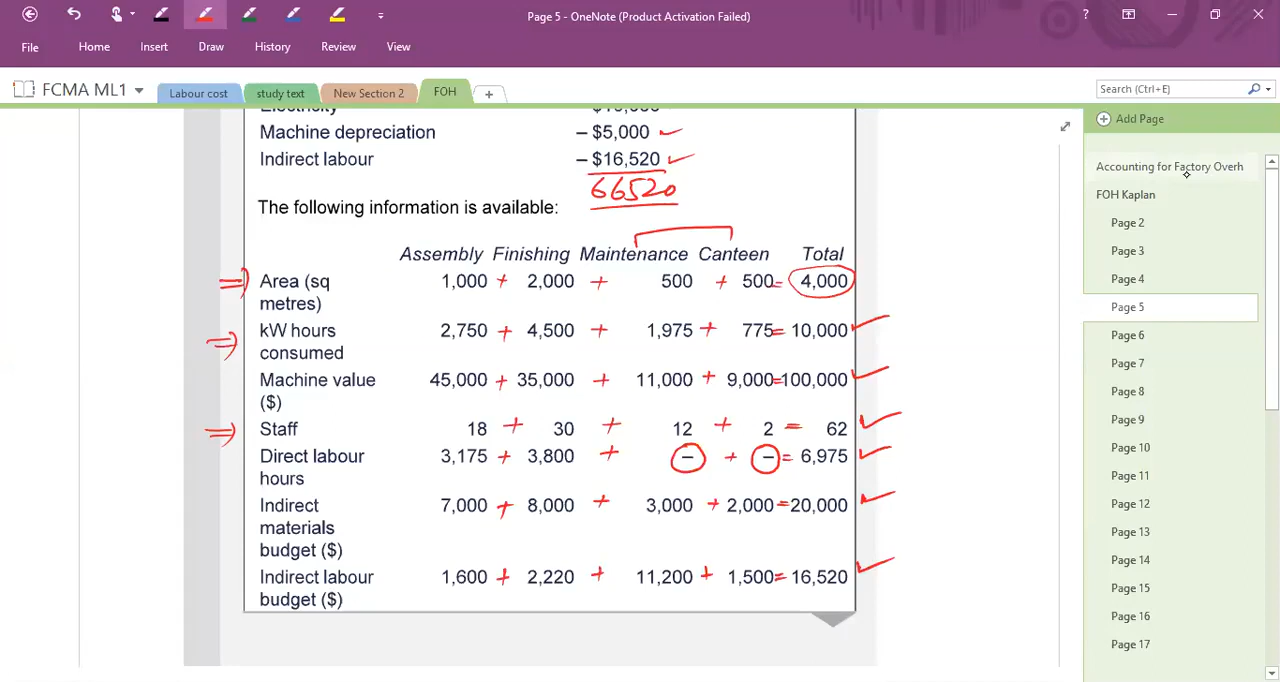 Page 5 - OneNote (Product Activation Failed)
?
File Home Insert Draw History Review View
FCMA ML1 Labour cost study text New Section 2 FOH +
Search (Ctrl+E)
Add Page
Accounting for Factory Overh
FOH Kaplan
Page 2
Page 3
Page 4
Page 5
Page 6
Page 7
Page 8
Page 9
Page 10
Page 11
Page 12
Page 13
Page 14
Page 15
Page 16
Page 17
Electricity
Machine depreciation – $5,000 ✓
Indirect labour – $16,520 ✓
66520
The following information is available:
Assembly Finishing Maintenance Canteen Total
⇒ Area (sq 1,000 + 2,000 + 500 + 500 = 4,000
metres)
⇒ kW hours 2,750 + 4,500 + 1,975 + 775 = 10,000 ✓
consumed
Machine value 45,000 + 35,000 + 11,000 + 9,000 = 100,000 ✓
($)
⇒ Staff 18 + 30 + 12 + 2 = 62 ✓
Direct labour 3,175 + 3,800 + – + – = 6,975 ✓
hours
Indirect 7,000 + 8,000 + 3,000 + 2,000 = 20,000 ✓
materials
budget ($)
Indirect labour 1,600 + 2,220 + 11,200 + 1,500 = 16,520 ✓
budget ($)